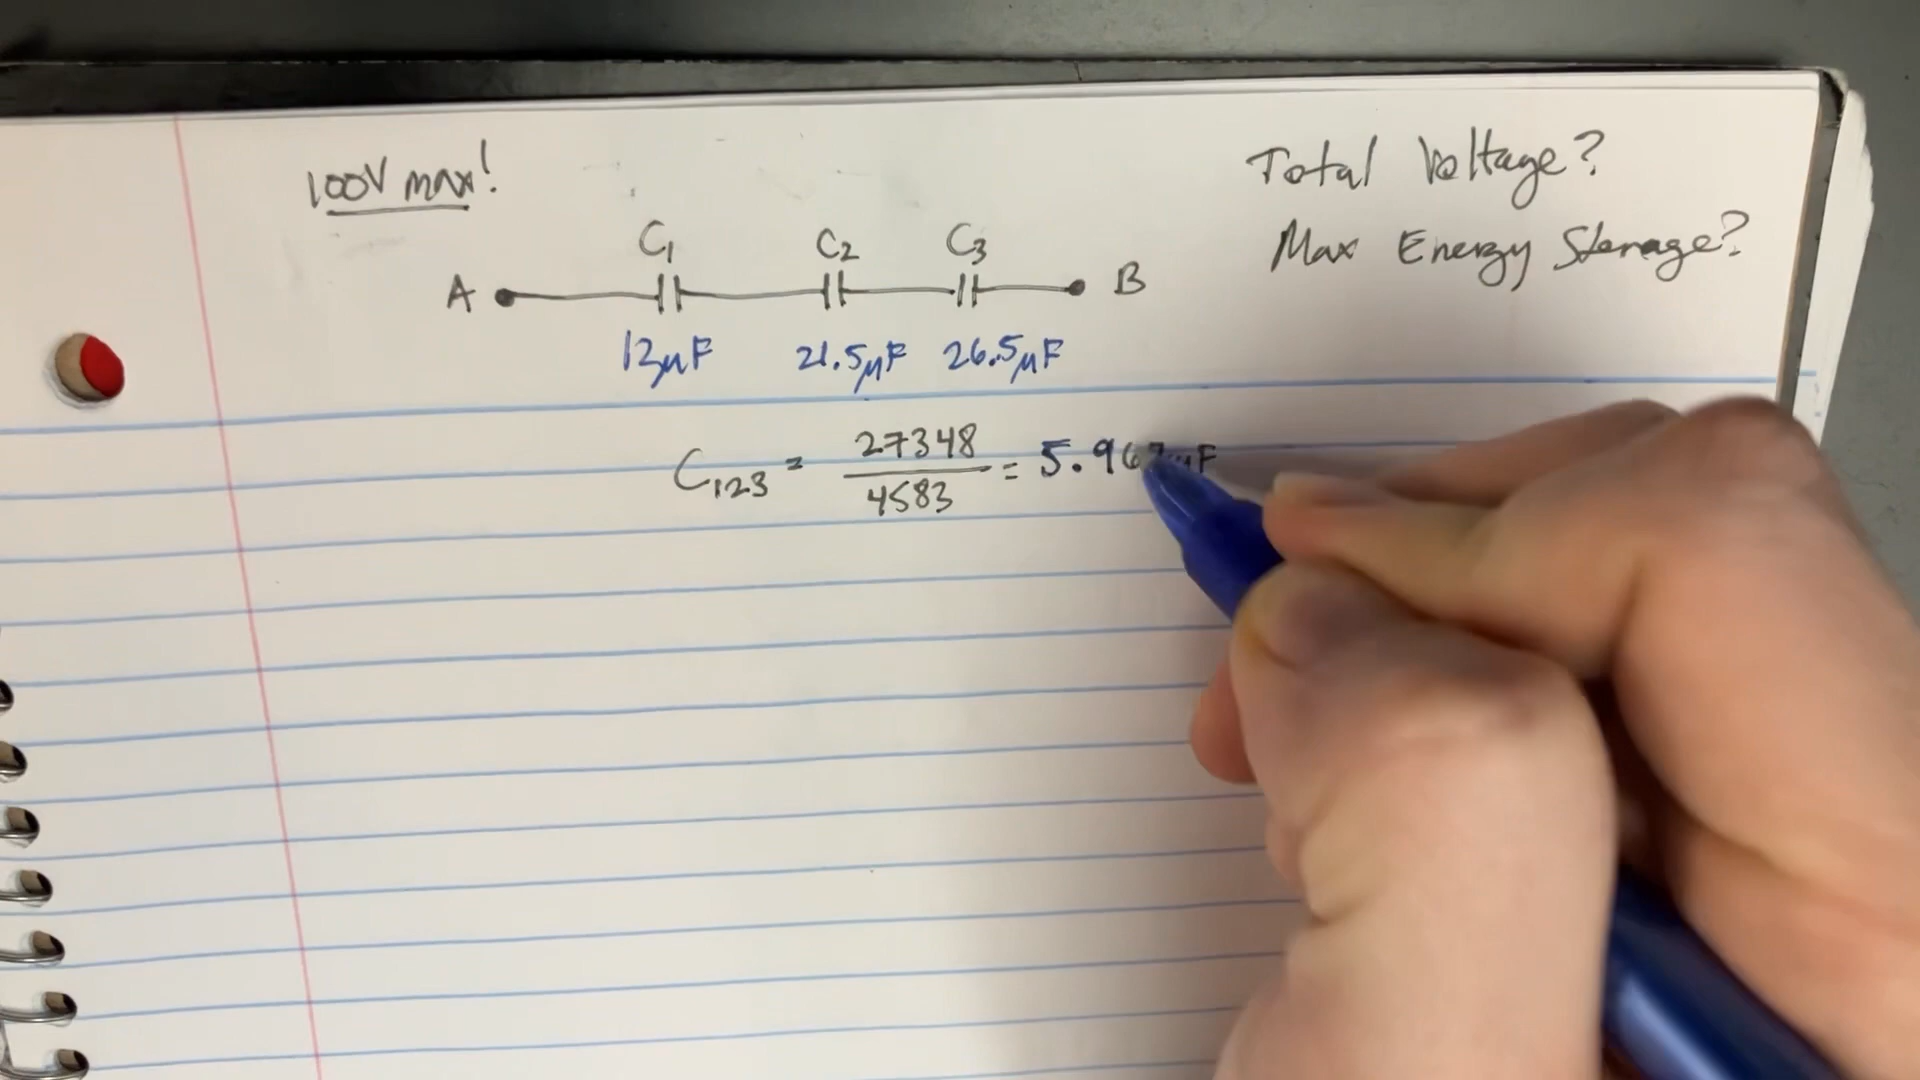 100V max!
Total Voltage?
Max Energy Storage?
C1 C2 C3
A B
12μF 21.5μF 26.5μF
C123 = 27348/4583 = 5.967μF